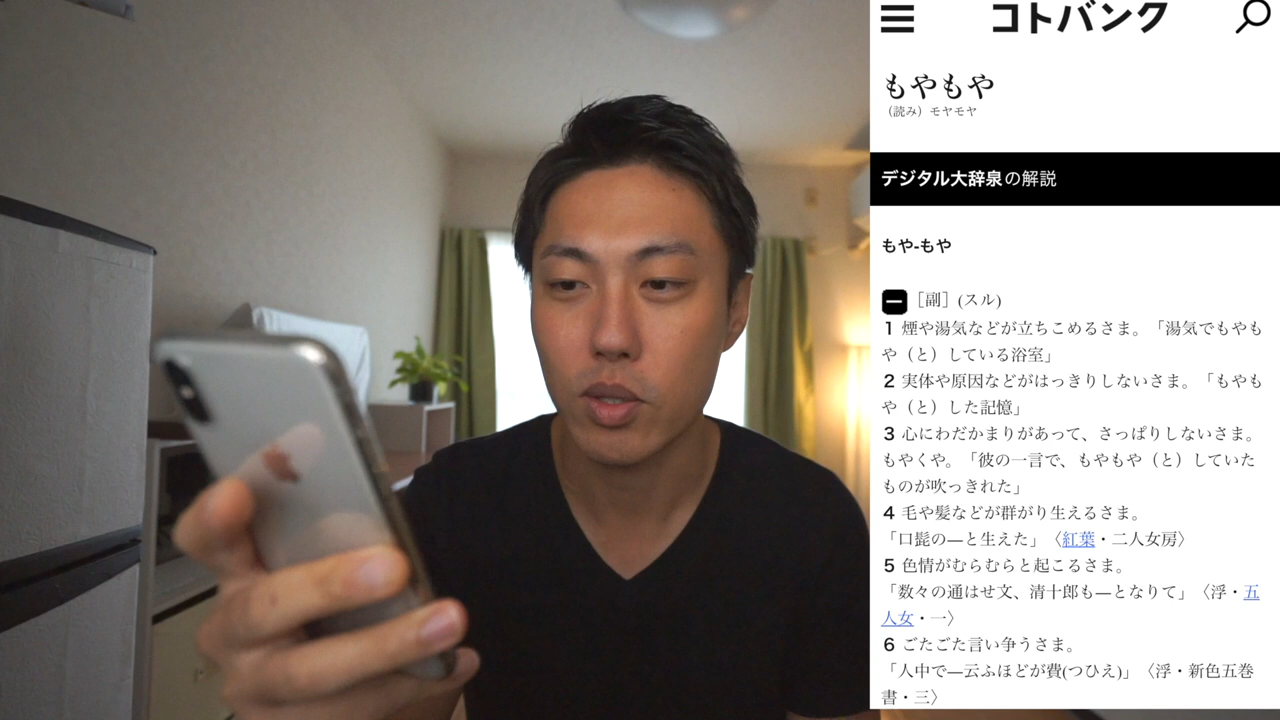 コトバンク
もやもや
（読み）モヤモヤ
デジタル大辞泉の解説
もや‐もや
［副］(スル)
1 煙や湯気などが立ちこめるさま。「湯気でもやも
や（と）している浴室」
2 実体や原因などがはっきりしないさま。「もやも
や（と）した記憶」
3 心にわだかまりがあって、さっぱりしないさま。
もやくや。「彼の一言で、もやもや（と）していた
ものが吹っきれた」
4 毛や髪などが群がり生えるさま。
「口髭の―と生えた」〈紅葉・二人女房〉
5 色情がむらむらと起こるさま。
「数々の通はせ文、清十郎も―となりて」〈浮・五
人女・一〉
6 ごたごた言い争うさま。
「人中で―云ふほどが費(つひえ)」〈浮・新色五巻
書・三〉